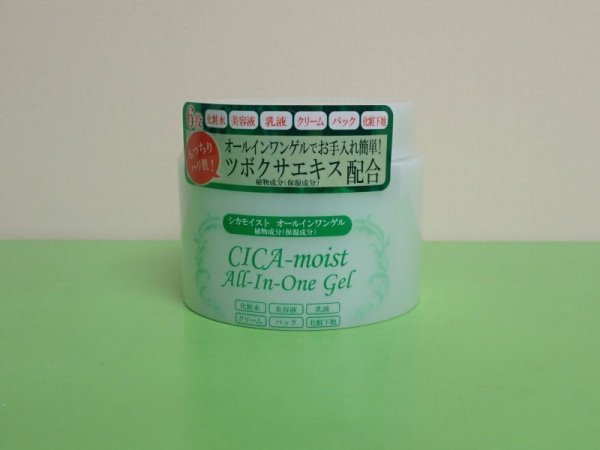 6役 化粧水 美容液 乳液 クリーム パック 化粧下地
もっちり
ハリ肌!
オールインワンゲルでお手入れ簡単!
ツボクサエキス配合
植物成分(保湿成分)
シカモイスト オールインワンゲル
植物成分(保湿成分)
CICA-moist
All-In-One Gel
化粧水 美容液 乳液
クリーム パック 化粧下地